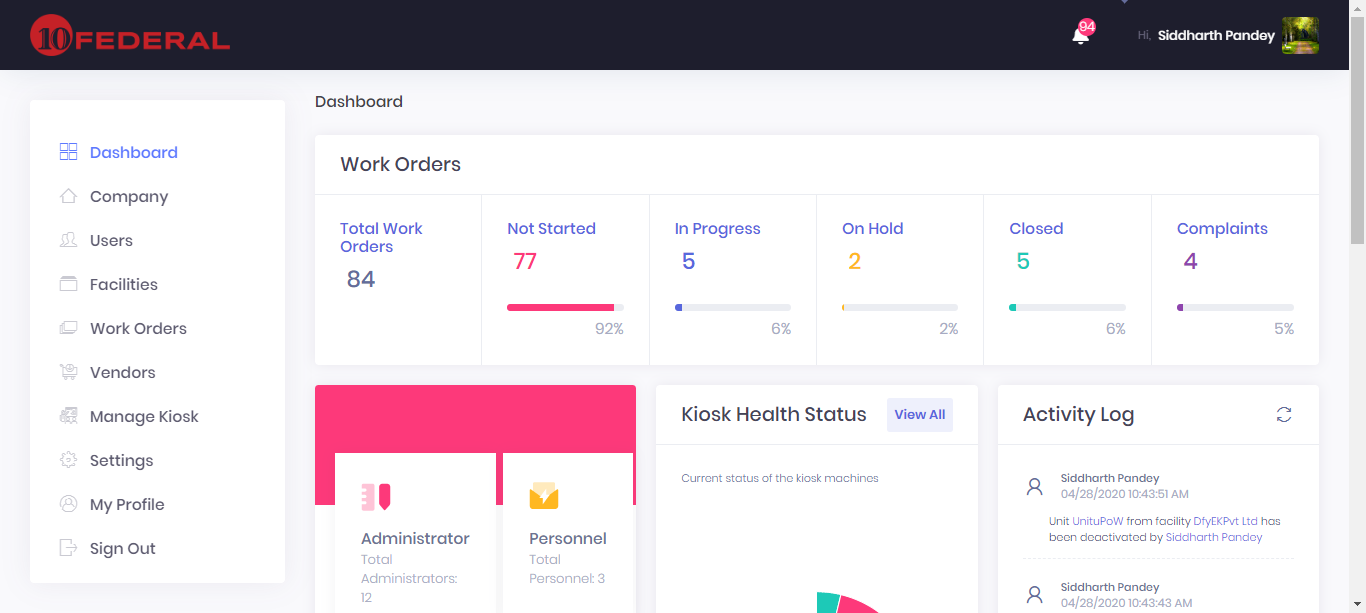 10 FEDERAL
94
Hi, Siddharth Pandey
Dashboard
Company
Users
Facilities
Work Orders
Vendors
Manage Kiosk
Settings
My Profile
Sign Out
Dashboard
Work Orders
Total Work
Orders
84
Not Started
77
92%
In Progress
5
6%
On Hold
2
2%
Closed
5
6%
Complaints
4
5%
Administrator
Total
Administrators:
12
Personnel
Total
Personnel: 3
Kiosk Health Status
View All
Current status of the kiosk machines
Activity Log
Siddharth Pandey
04/28/2020 10:43:51 AM
Unit UnituPoW from facility DfyEKPvt Ltd has
been deactivated by Siddharth Pandey
Siddharth Pandey
04/28/2020 10:43:43 AM